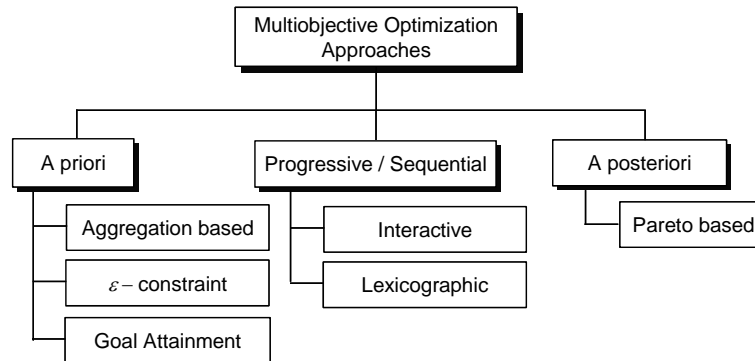 Multiobjective Optimization
Approaches
A priori
Progressive / Sequential
A posteriori
Aggregation based
Interactive
Pareto based
ε – constraint
Lexicographic
Goal Attainment